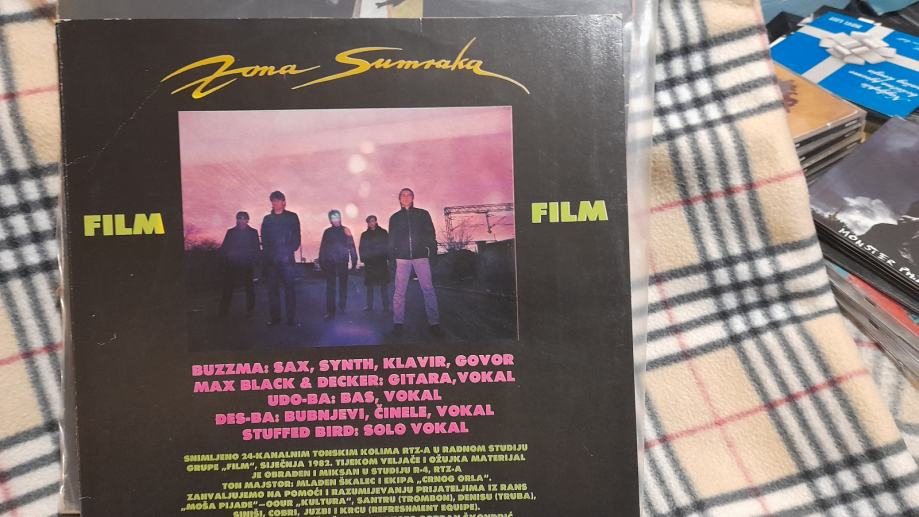 Zona Sumraka
FILM
FILM
BUZZMA: SAX, SYNTH, KLAVIR, GOVOR
MAX BLACK & DECKER: GITARA, VOKAL
UDO-BA: BAS, VOKAL
DES-BA: BUBNJEVI, ČINELE, VOKAL
STUFFED BIRD: SOLO VOKAL
SNIMLJENO 24-KANALNIM TONSKIM KOLIMA RTZ-A U RADNOM STUDIJU
GRUPE „FILM", SIJEČNJA 1982. TIJEKOM VELJAČE I OŽUJKA MATERIJAL
JE OBRAĐEN I MIKSAN U STUDIJU R-4, RTZ-A
TON MAJSTOR: MLADEN ŠKALEC I EKIPA „CRNOG ORLA".
ZAHVALJUJEMO NA POMOĆI I RAZUMIJEVANJU PRIJATELJIMA IZ RANS
„MOŠA PIJADE"–OOUR „KULTURA", SANTRU (TROMBON), DENISU (TRUBA),
SINIŠI, COBRI, JUZBI I KRCU (REFRESHMENT EQUIPE).
MONSTER